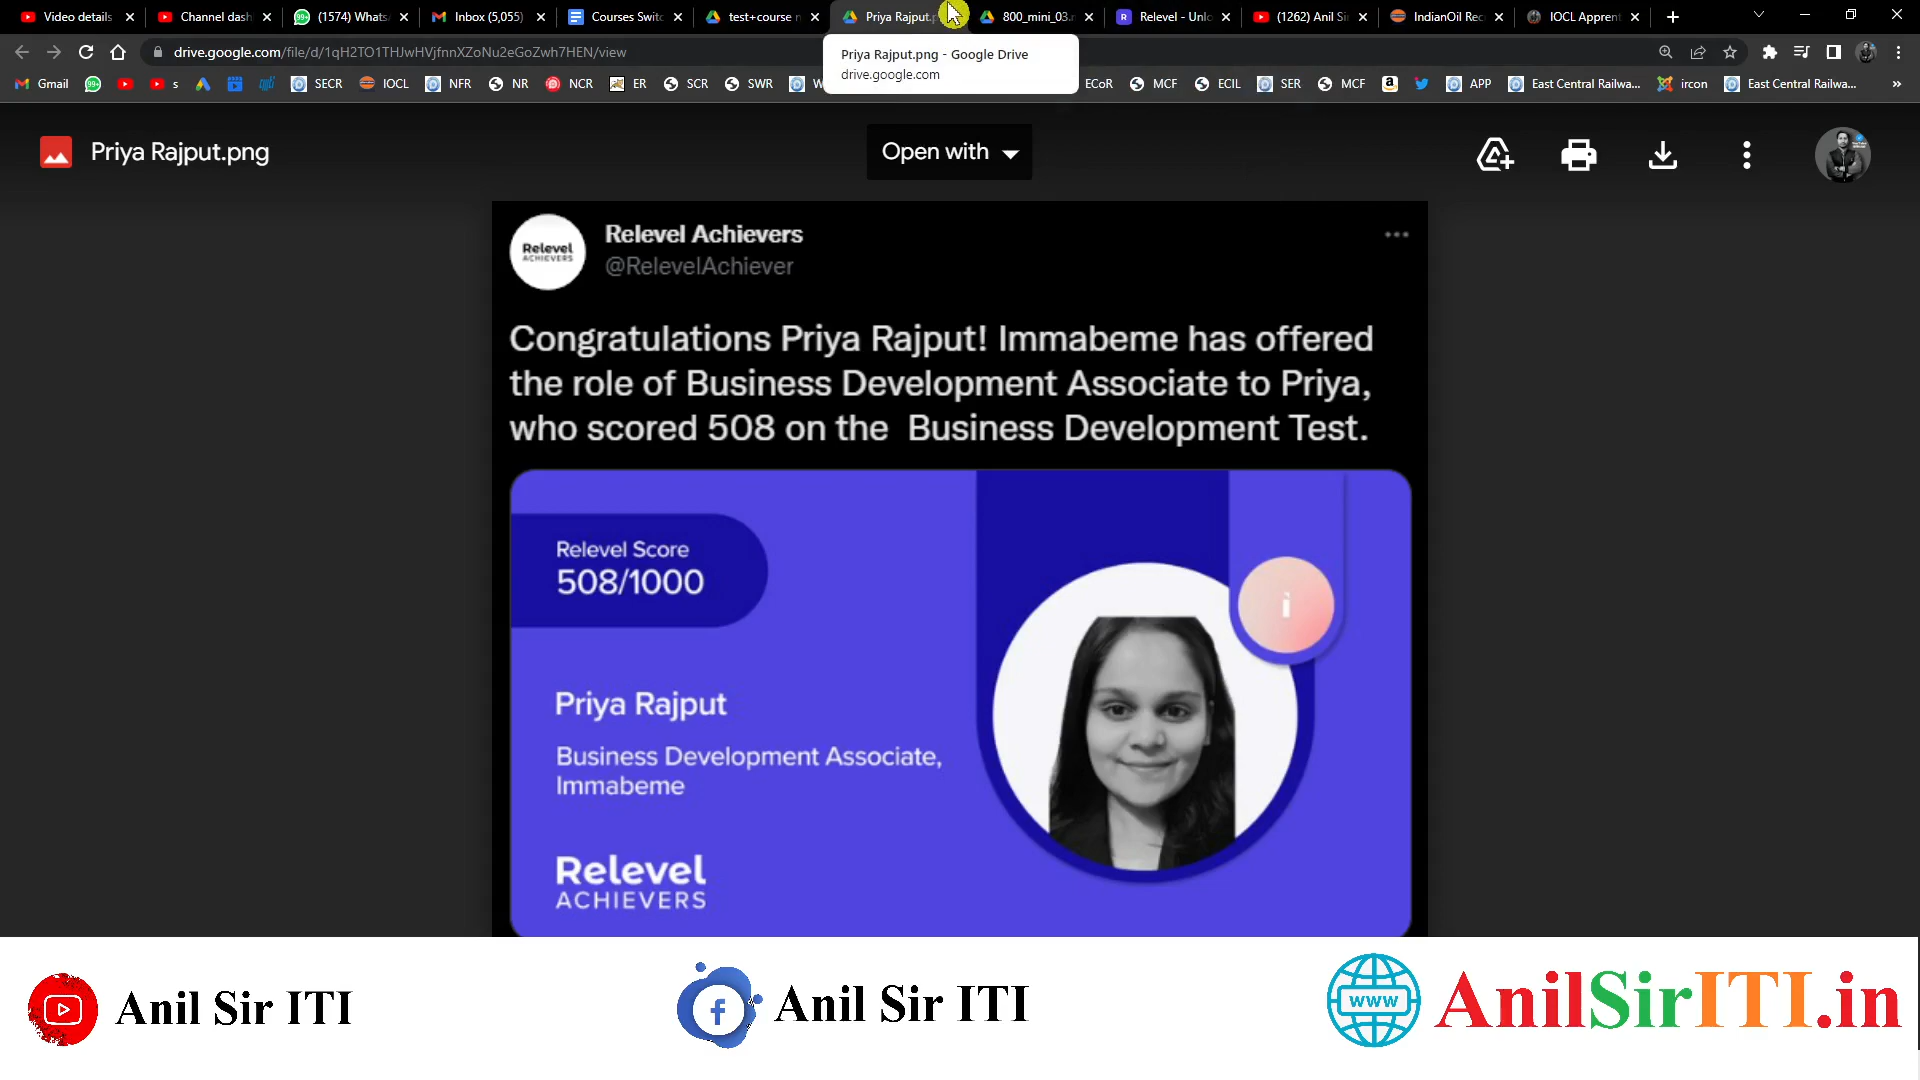 Video details
Channel dash
(1574) Whats
Inbox (5,055)
Courses Switc
test+course n
Priya Rajput.p
800_mini_03.
Relevel - Unlo
(1262) Anil Si
IndianOil Rec
IOCL Apprent
drive.google.com/file/d/1qH2TO1THJwHVjfnnXZoNu2eGoZwh7HEN/view
Priya Rajput.png - Google Drive
drive.google.com
Gmail
99+
s
SECR
IOCL
NFR
NR
NCR
ER
SCR
SWR
W
ECoR
MCF
ECIL
SER
MCF
APP
East Central Railwa...
ircon
East Central Railwa...
»
Priya Rajput.png
Open with
Relevel
ACHIEVERS
Relevel Achievers
@RelevelAchiever
Congratulations Priya Rajput! Immabeme has offered
the role of Business Development Associate to Priya,
who scored 508 on the Business Development Test.
Relevel Score
508/1000
i
Priya Rajput
Business Development Associate,
Immabeme
Relevel
ACHIEVERS
Anil Sir ITI
f
Anil Sir ITI
www
AnilSirITI.in